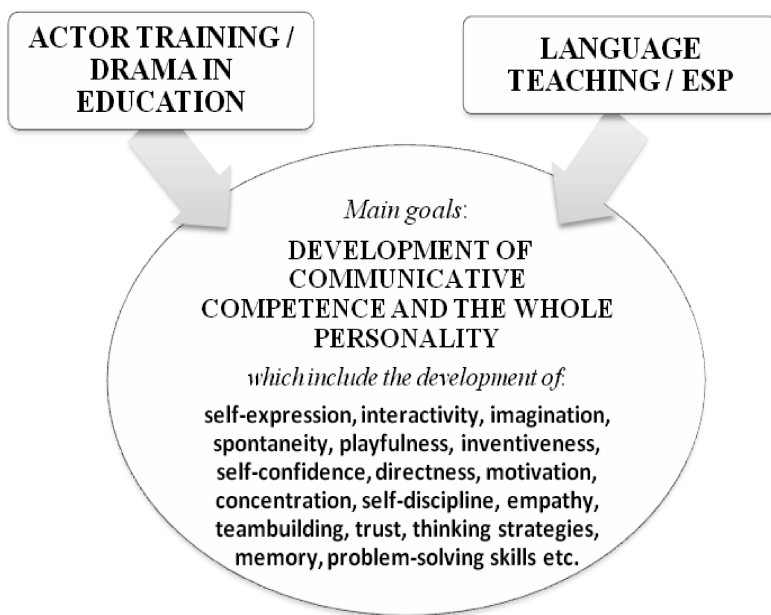 ACTOR TRAINING /
DRAMA IN
EDUCATION
LANGUAGE
TEACHING / ESP
Main goals:
DEVELOPMENT OF
COMMUNICATIVE
COMPETENCE AND THE WHOLE
PERSONALITY
which include the development of:
self-expression, interactivity, imagination,
spontaneity, playfulness, inventiveness,
self-confidence, directness, motivation,
concentration, self-discipline, empathy,
teambuilding, trust, thinking strategies,
memory, problem-solving skills etc.